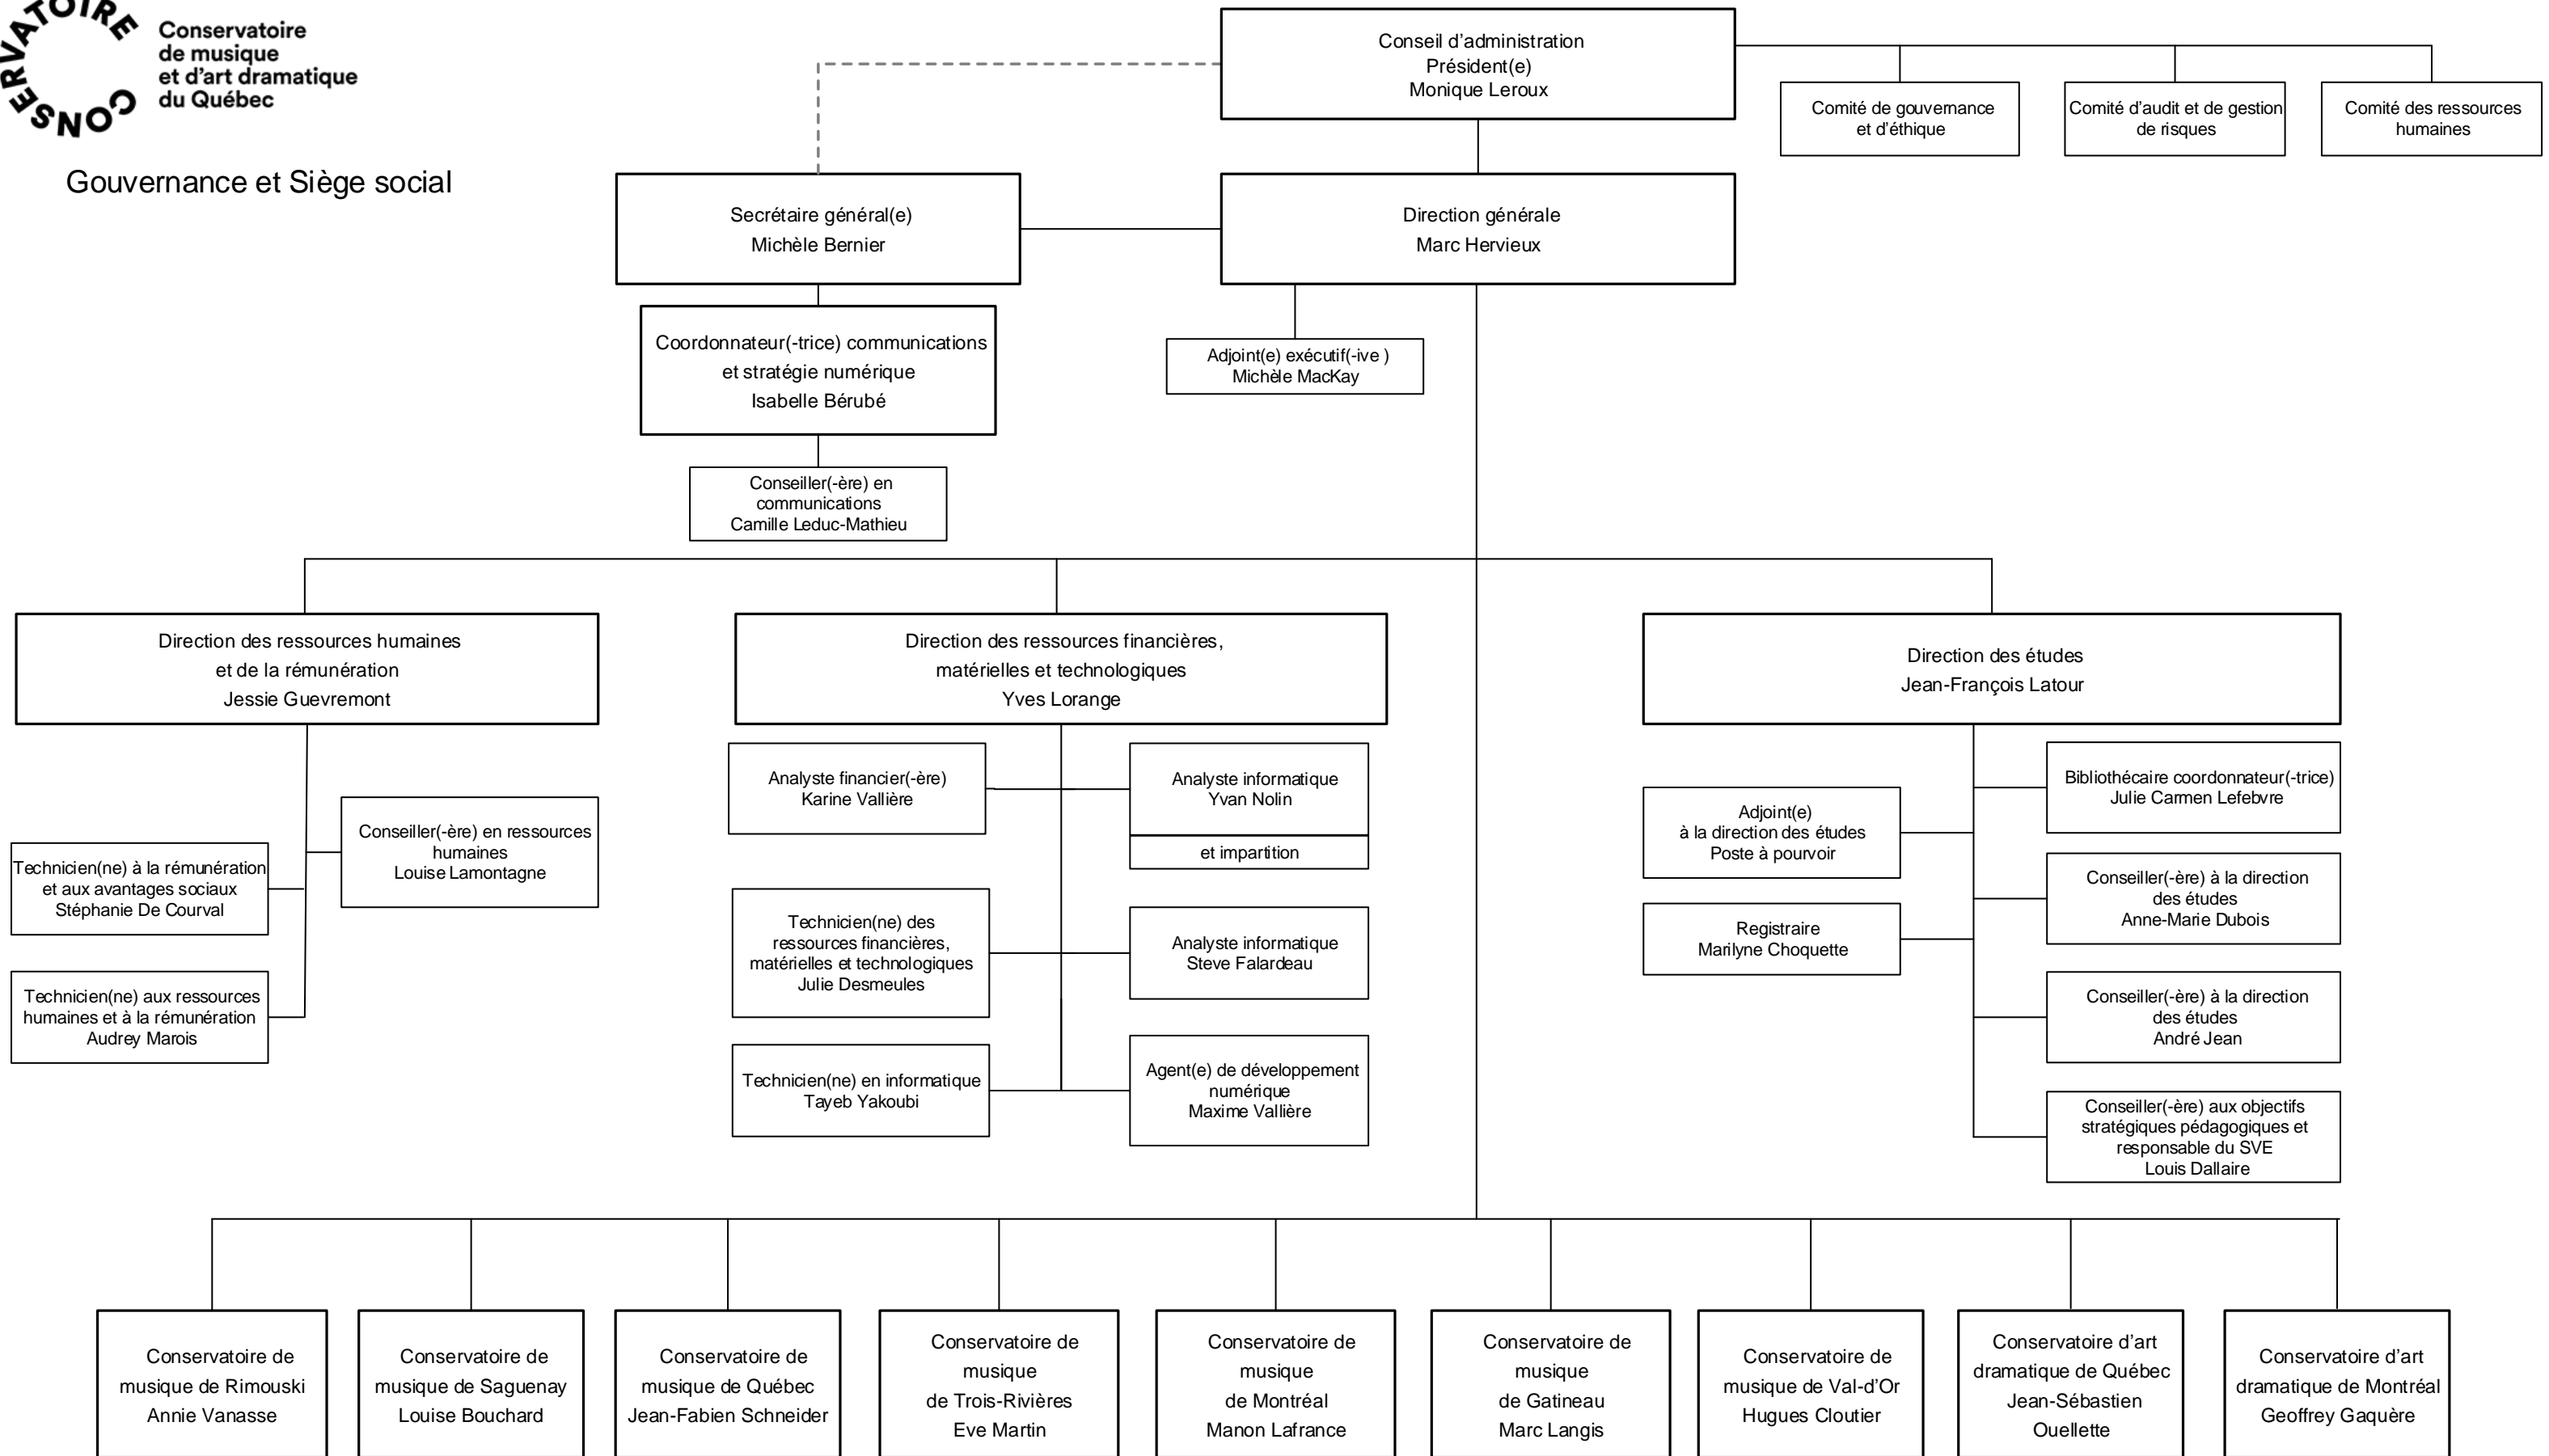 CONSERVATOIRE
Conservatoire
de musique
et d'art dramatique
du Québec
Gouvernance et Siège social
Conseil d'administration
Président(e)
Monique Leroux
Comité de gouvernance
et d'éthique
Comité d'audit et de gestion
de risques
Comité des ressources
humaines
Secrétaire général(e)
Michèle Bernier
Direction générale
Marc Hervieux
Coordonnateur(-trice) communications
et stratégie numérique
Isabelle Bérubé
Adjoint(e) exécutif(-ive )
Michèle MacKay
Conseiller(-ère) en
communications
Camille Leduc-Mathieu
Direction des ressources humaines
et de la rémunération
Jessie Guevremont
Direction des ressources financières,
matérielles et technologiques
Yves Lorange
Direction des études
Jean-François Latour
Conseiller(-ère) en ressources
humaines
Louise Lamontagne
Technicien(ne) à la rémunération
et aux avantages sociaux
Stéphanie De Courval
Technicien(ne) aux ressources
humaines et à la rémunération
Audrey Marois
Analyste financier(-ère)
Karine Vallière
Analyste informatique
Yvan Nolin
et impartition
Technicien(ne) des
ressources financières,
matérielles et technologiques
Julie Desmeules
Analyste informatique
Steve Falardeau
Technicien(ne) en informatique
Tayeb Yakoubi
Agent(e) de développement
numérique
Maxime Vallière
Adjoint(e)
à la direction des études
Poste à pourvoir
Registraire
Marilyne Choquette
Bibliothécaire coordonnateur(-trice)
Julie Carmen Lefebvre
Conseiller(-ère) à la direction
des études
Anne-Marie Dubois
Conseiller(-ère) à la direction
des études
André Jean
Conseiller(-ère) aux objectifs
stratégiques pédagogiques et
responsable du SVE
Louis Dallaire
Conservatoire de
musique de Rimouski
Annie Vanasse
Conservatoire de
musique de Saguenay
Louise Bouchard
Conservatoire de
musique de Québec
Jean-Fabien Schneider
Conservatoire de
musique
de Trois-Rivières
Eve Martin
Conservatoire de
musique
de Montréal
Manon Lafrance
Conservatoire de
musique
de Gatineau
Marc Langis
Conservatoire de
musique de Val-d'Or
Hugues Cloutier
Conservatoire d'art
dramatique de Québec
Jean-Sébastien
Ouellette
Conservatoire d'art
dramatique de Montréal
Geoffrey Gaquère